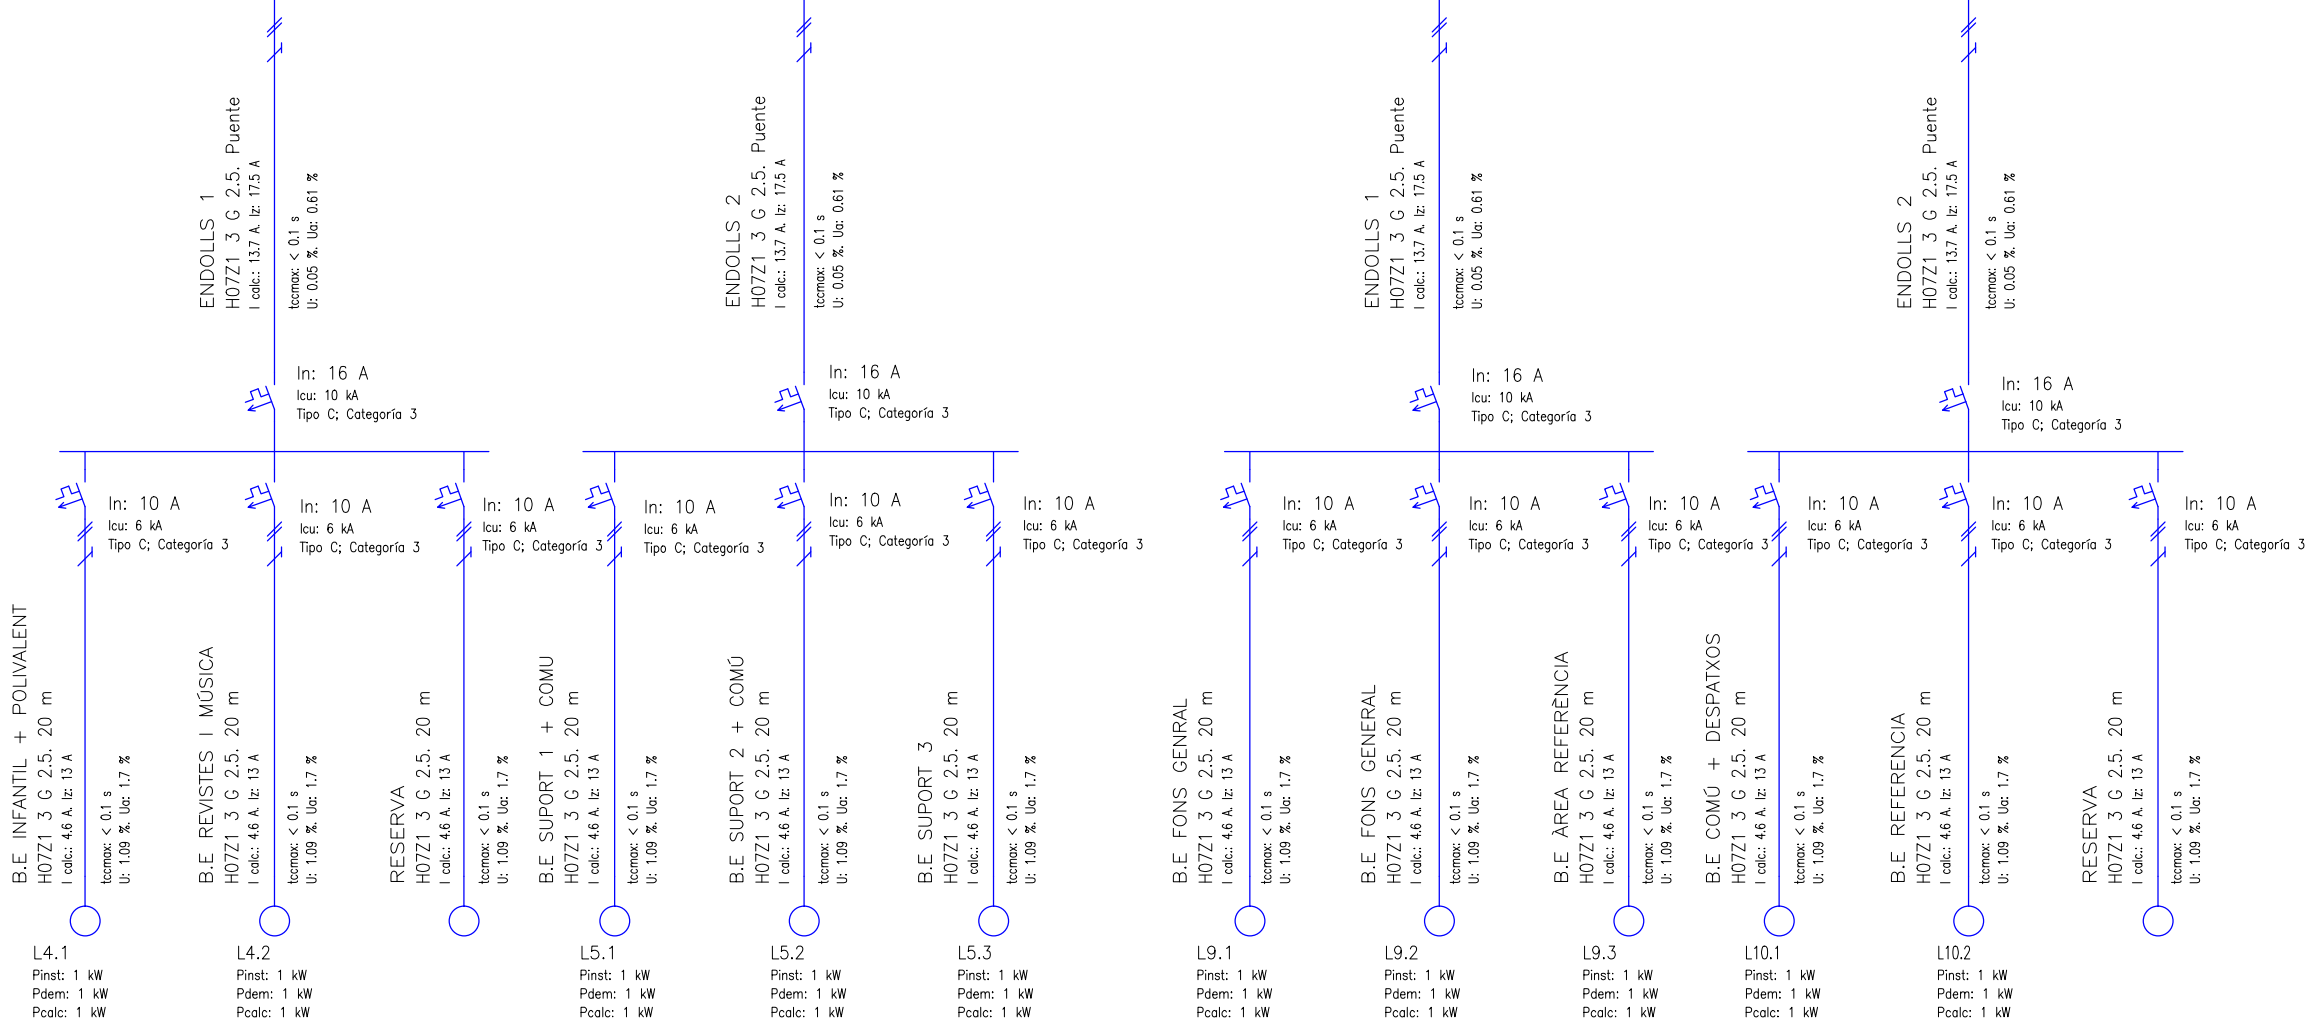 ENDOLLS 1
H07Z1 3 G 2.5. Puente
I calc.: 13.7 A. Iz: 17.5 A
tccmax: < 0.1 s
U: 0.05 %. Ua: 0.61 %
ENDOLLS 2
H07Z1 3 G 2.5. Puente
I calc.: 13.7 A. Iz: 17.5 A
tccmax: < 0.1 s
U: 0.05 %. Ua: 0.61 %
ENDOLLS 1
H07Z1 3 G 2.5. Puente
I calc.: 13.7 A. Iz: 17.5 A
tccmax: < 0.1 s
U: 0.05 %. Ua: 0.61 %
ENDOLLS 2
H07Z1 3 G 2.5. Puente
I calc.: 13.7 A. Iz: 17.5 A
tccmax: < 0.1 s
U: 0.05 %. Ua: 0.61 %
In: 16 A
Icu: 10 kA
Tipo C; Categoría 3
In: 16 A
Icu: 10 kA
Tipo C; Categoría 3
In: 16 A
Icu: 10 kA
Tipo C; Categoría 3
In: 16 A
Icu: 10 kA
Tipo C; Categoría 3
In: 10 A
Icu: 6 kA
Tipo C; Categoría 3
In: 10 A
Icu: 6 kA
Tipo C; Categoría 3
In: 10 A
Icu: 6 kA
Tipo C; Categoría 3
In: 10 A
Icu: 6 kA
Tipo C; Categoría 3
In: 10 A
Icu: 6 kA
Tipo C; Categoría 3
In: 10 A
Icu: 6 kA
Tipo C; Categoría 3
In: 10 A
Icu: 6 kA
Tipo C; Categoría 3
In: 10 A
Icu: 6 kA
Tipo C; Categoría 3
In: 10 A
Icu: 6 kA
Tipo C; Categoría 3
In: 10 A
Icu: 6 kA
Tipo C; Categoría 3
In: 10 A
Icu: 6 kA
Tipo C; Categoría 3
In: 10 A
Icu: 6 kA
Tipo C; Categoría 3
B.E INFANTIL + POLIVALENT
H07Z1 3 G 2.5. 20 m
I calc.: 4.6 A. Iz: 13 A
tccmax: < 0.1 s
U: 1.09 %. Ua: 1.7 %
B.E REVISTES I MÚSICA
H07Z1 3 G 2.5. 20 m
I calc.: 4.6 A. Iz: 13 A
tccmax: < 0.1 s
U: 1.09 %. Ua: 1.7 %
RESERVA
H07Z1 3 G 2.5. 20 m
I calc.: 4.6 A. Iz: 13 A
tccmax: < 0.1 s
U: 1.09 %. Ua: 1.7 %
B.E SUPORT 1 + COMU
H07Z1 3 G 2.5. 20 m
I calc.: 4.6 A. Iz: 13 A
tccmax: < 0.1 s
U: 1.09 %. Ua: 1.7 %
B.E SUPORT 2 + COMÚ
H07Z1 3 G 2.5. 20 m
I calc.: 4.6 A. Iz: 13 A
tccmax: < 0.1 s
U: 1.09 %. Ua: 1.7 %
B.E SUPORT 3
H07Z1 3 G 2.5. 20 m
I calc.: 4.6 A. Iz: 13 A
tccmax: < 0.1 s
U: 1.09 %. Ua: 1.7 %
B.E FONS GENRAL
H07Z1 3 G 2.5. 20 m
I calc.: 4.6 A. Iz: 13 A
tccmax: < 0.1 s
U: 1.09 %. Ua: 1.7 %
B.E FONS GENERAL
H07Z1 3 G 2.5. 20 m
I calc.: 4.6 A. Iz: 13 A
tccmax: < 0.1 s
U: 1.09 %. Ua: 1.7 %
B.E ÀREA REFERÈNCIA
H07Z1 3 G 2.5. 20 m
I calc.: 4.6 A. Iz: 13 A
tccmax: < 0.1 s
U: 1.09 %. Ua: 1.7 %
B.E COMÚ + DESPATXOS
H07Z1 3 G 2.5. 20 m
I calc.: 4.6 A. Iz: 13 A
tccmax: < 0.1 s
U: 1.09 %. Ua: 1.7 %
B.E REFERENCIA
H07Z1 3 G 2.5. 20 m
I calc.: 4.6 A. Iz: 13 A
tccmax: < 0.1 s
U: 1.09 %. Ua: 1.7 %
RESERVA
H07Z1 3 G 2.5. 20 m
I calc.: 4.6 A. Iz: 13 A
tccmax: < 0.1 s
U: 1.09 %. Ua: 1.7 %
L4.1
Pinst: 1 kW
Pdem: 1 kW
Pcalc: 1 kW
L4.2
Pinst: 1 kW
Pdem: 1 kW
Pcalc: 1 kW
L5.1
Pinst: 1 kW
Pdem: 1 kW
Pcalc: 1 kW
L5.2
Pinst: 1 kW
Pdem: 1 kW
Pcalc: 1 kW
L5.3
Pinst: 1 kW
Pdem: 1 kW
Pcalc: 1 kW
L9.1
Pinst: 1 kW
Pdem: 1 kW
Pcalc: 1 kW
L9.2
Pinst: 1 kW
Pdem: 1 kW
Pcalc: 1 kW
L9.3
Pinst: 1 kW
Pdem: 1 kW
Pcalc: 1 kW
L10.1
Pinst: 1 kW
Pdem: 1 kW
Pcalc: 1 kW
L10.2
Pinst: 1 kW
Pdem: 1 kW
Pcalc: 1 kW